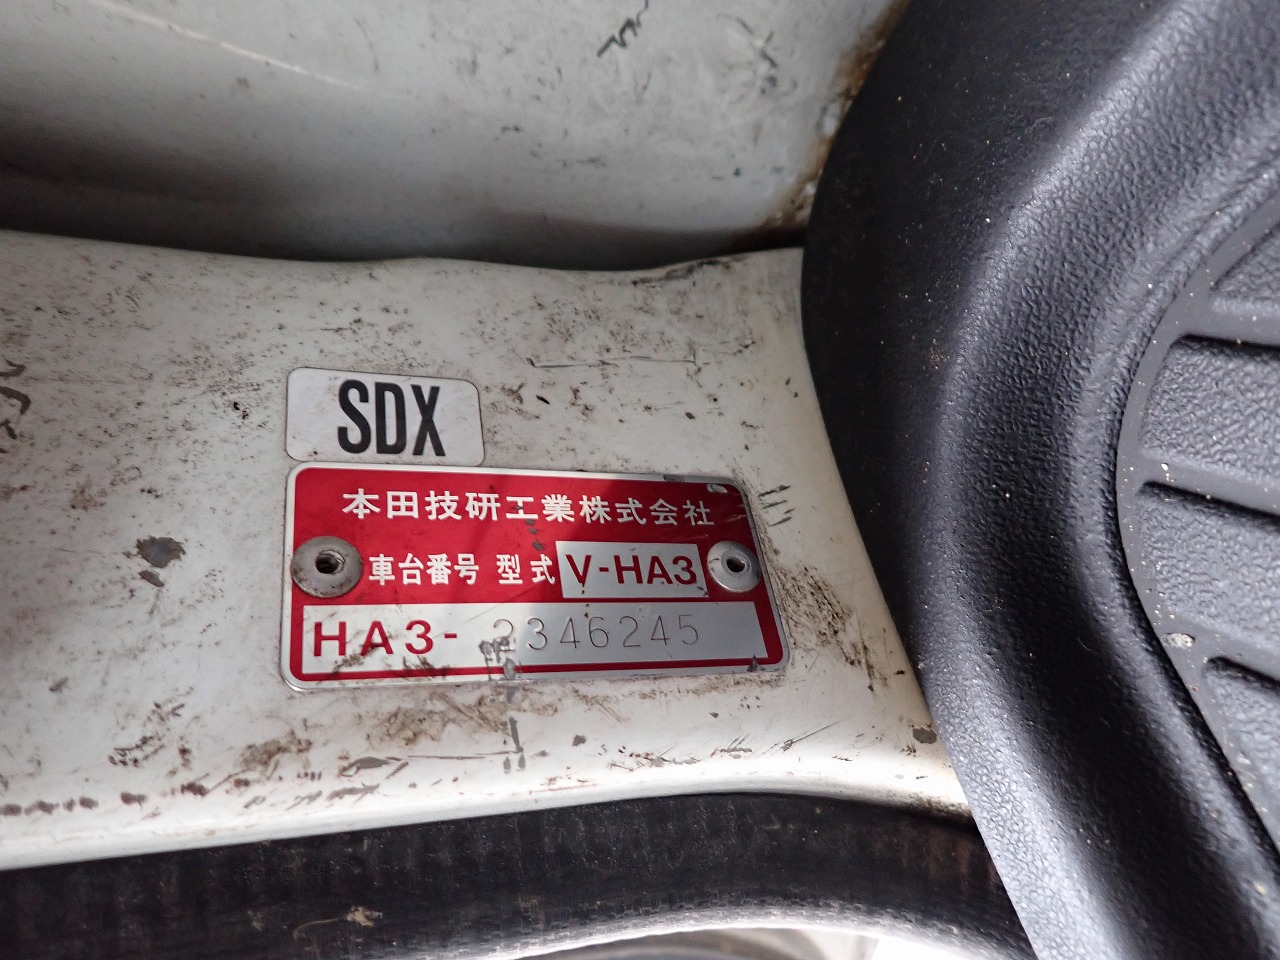 SDX
本田技研工業株式会社
車台番号 型式 V-HA3
HA3- 2346245